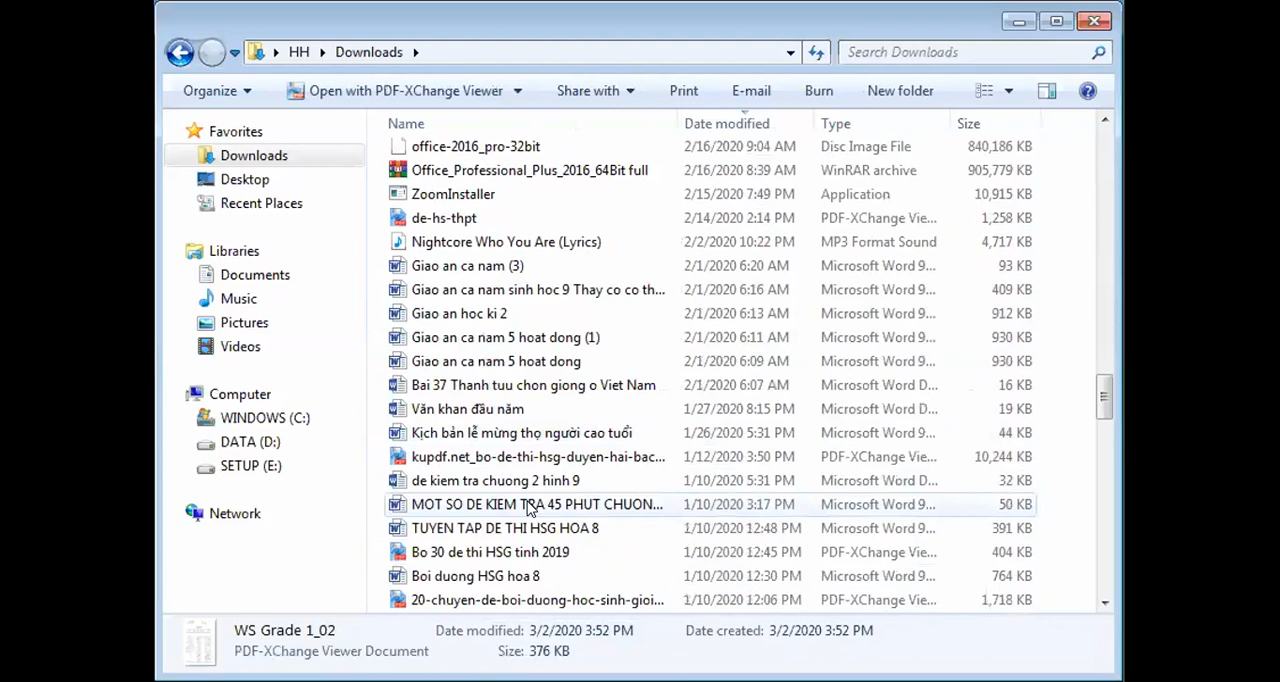 HH Downloads Search Downloads
Organize Open with PDF-XChange Viewer Share with Print E-mail Burn New folder
Favorites
Downloads
Desktop
Recent Places
Libraries
Documents
Music
Pictures
Videos
Computer
WINDOWS (C:)
DATA (D:)
SETUP (E:)
Network
Name Date modified Type Size
office-2016_pro-32bit 2/16/2020 9:04 AM Disc Image File 840,186 KB
Office_Professional_Plus_2016_64Bit full 2/16/2020 8:39 AM WinRAR archive 905,779 KB
ZoomInstaller 2/15/2020 7:49 PM Application 10,915 KB
de-hs-thpt 2/14/2020 2:14 PM PDF-XChange Vie... 1,258 KB
Nightcore Who You Are (Lyrics) 2/2/2020 10:22 PM MP3 Format Sound 4,717 KB
Giao an ca nam (3) 2/1/2020 6:20 AM Microsoft Word 9... 93 KB
Giao an ca nam sinh hoc 9 Thay co co th... 2/1/2020 6:16 AM Microsoft Word 9... 409 KB
Giao an hoc ki 2 2/1/2020 6:13 AM Microsoft Word 9... 912 KB
Giao an ca nam 5 hoat dong (1) 2/1/2020 6:11 AM Microsoft Word 9... 930 KB
Giao an ca nam 5 hoat dong 2/1/2020 6:09 AM Microsoft Word 9... 930 KB
Bai 37 Thanh tuu chon giong o Viet Nam 2/1/2020 6:07 AM Microsoft Word D... 16 KB
Văn khan đầu năm 1/27/2020 8:15 PM Microsoft Word D... 19 KB
Kịch bản lễ mừng thọ người cao tuổi 1/26/2020 5:31 PM Microsoft Word 9... 44 KB
kupdf.net_bo-de-thi-hsg-duyen-hai-bac... 1/12/2020 3:50 PM PDF-XChange Vie... 10,244 KB
de kiem tra chuong 2 hinh 9 1/10/2020 5:31 PM Microsoft Word D... 32 KB
MOT SO DE KIEM TRA 45 PHUT CHUON... 1/10/2020 3:17 PM Microsoft Word 9... 50 KB
TUYEN TAP DE THI HSG HOA 8 1/10/2020 12:48 PM Microsoft Word 9... 391 KB
Bo 30 de thi HSG tinh 2019 1/10/2020 12:45 PM PDF-XChange Vie... 404 KB
Boi duong HSG hoa 8 1/10/2020 12:30 PM Microsoft Word 9... 764 KB
20-chuyen-de-boi-duong-hoc-sinh-gioi... 1/10/2020 12:06 PM PDF-XChange Vie... 1,718 KB
WS Grade 1_02 Date modified: 3/2/2020 3:52 PM Date created: 3/2/2020 3:52 PM
PDF-XChange Viewer Document Size: 376 KB